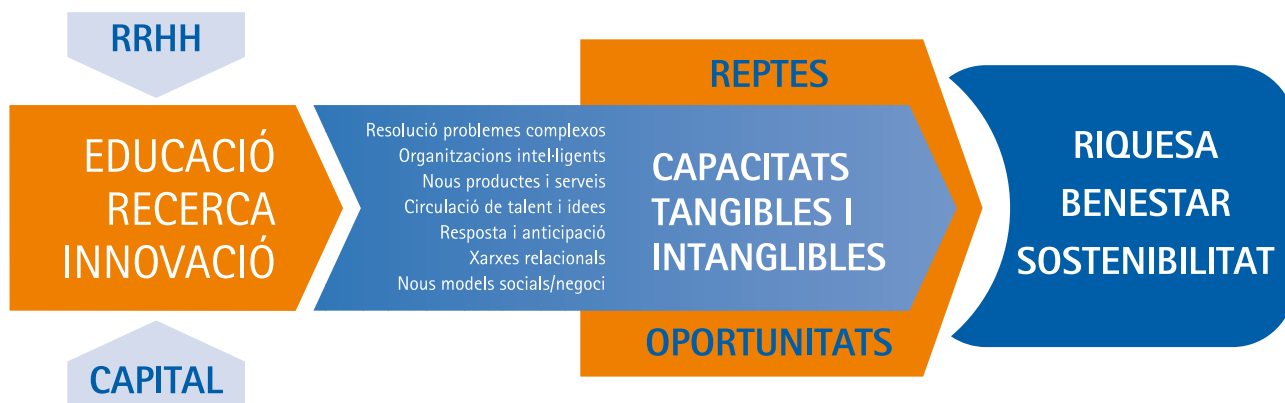 RRHH
EDUCACIÓ
RECERCA
INNOVACIÓ
CAPITAL
Resolució problemes complexos
Organitzacions intel·ligents
Nous productes i serveis
Circulació de talent i idees
Resposta i anticipació
Xarxes relacionals
Nous models socials/negoci
REPTES
CAPACITATS
TANGIBLES I
INTANGLIBLES
OPORTUNITATS
RIQUESA
BENESTAR
SOSTENIBILITAT